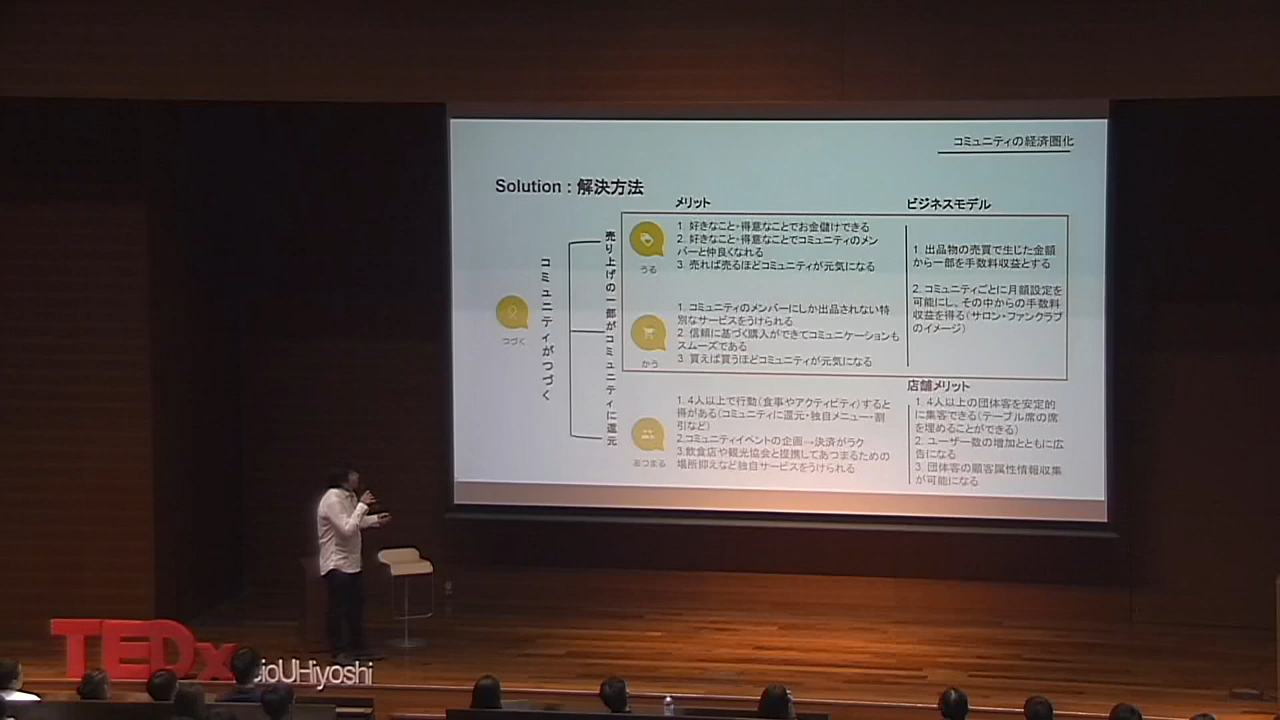 コミュニティの経済圏化
Solution : 解決方法
メリット
ビジネスモデル
つづく
コミュニティがつづく
売り上げの一部がコミュニティに還元
うる
1. 好きなこと・得意なことでお金儲けできる
2. 好きなこと・得意なことでコミュニティのメン
バーと仲良くなれる
3. 売れば売るほどコミュニティが元気になる
かう
1. コミュニティのメンバーにしか出品されない特
別なサービスをうけられる
2. 信頼に基づく購入ができてコミュニケーションも
スムーズである
3. 買えば買うほどコミュニティが元気になる
1. 出品物の売買で生じた金額
から一部を手数料収益とする
2. コミュニティごとに月額設定を
可能にし、その中からの手数料
収益を得る(サロン・ファンクラブ
のイメージ)
あつまる
1. 4人以上で行動(食事やアクティビティ)すると
得がある(コミュニティに還元・独自メニュー・割
引など)
2.コミュニティイベントの企画→決済がラク
3.飲食店や観光協会と提携してあつまるための
場所抑えなど独自サービスをうけられる
店舗メリット
1. 4人以上の団体客を安定的
に集客できる(テーブル席の席
を埋めることができる)
2. ユーザー数の増加とともに広
告になる
3. 団体客の顧客属性情報収集
が可能になる
TEDx
eioUHiyoshi